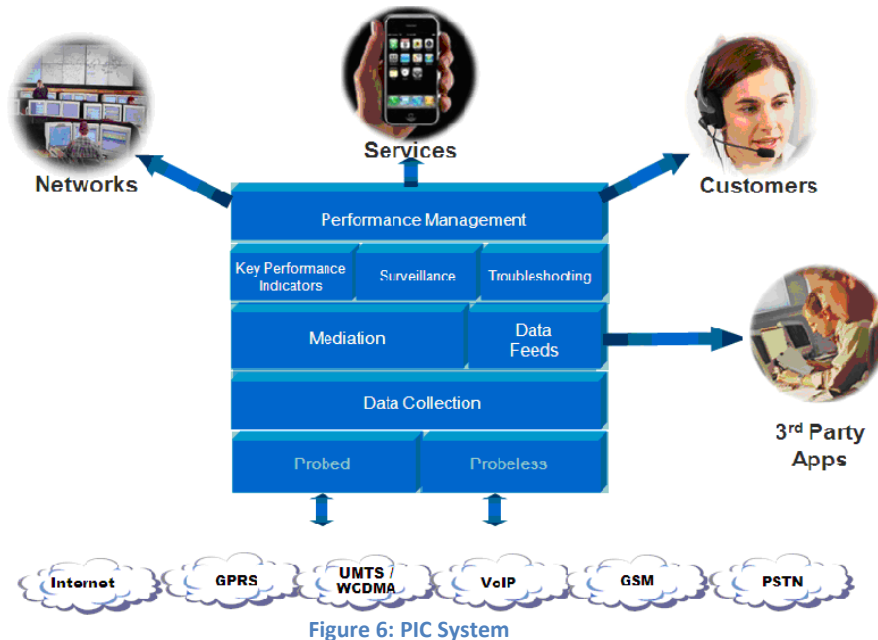 Services
Networks
Customers
Performance Management
Key Performance
Indicators
Surveillance
Troubleshooting
Mediation
Data
Feeds
Data Collection
3rd Party
Apps
Probed
Probeless
Internet
GPRS
UMTS /
WCDMA
VoIP
GSM
PSTN
Figure 6: PIC System